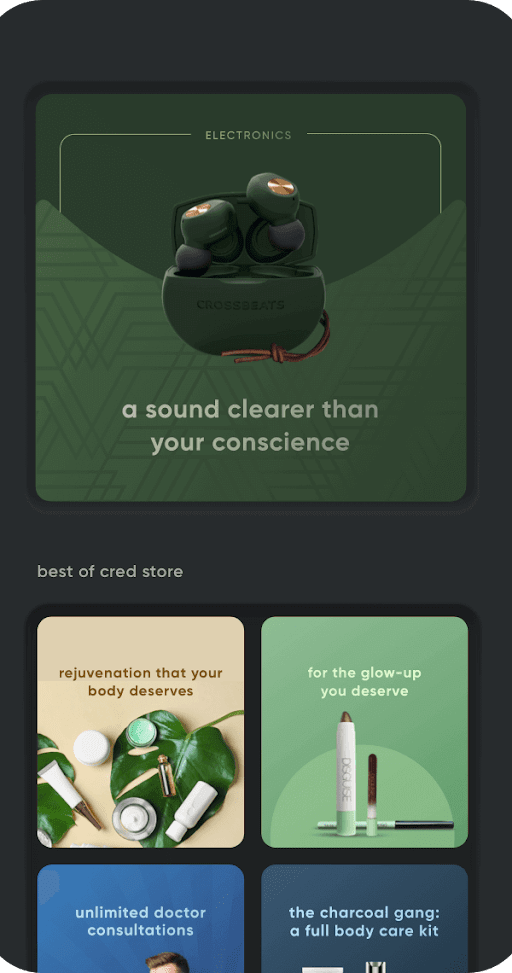 ELECTRONICS
CROSSBEATS
a sound clearer than
your conscience
best of cred store
rejuvenation that your
body deserves
for the glow-up
you deserve
DISGUISE
unlimited doctor
consultations
the charcoal gang:
a full body care kit